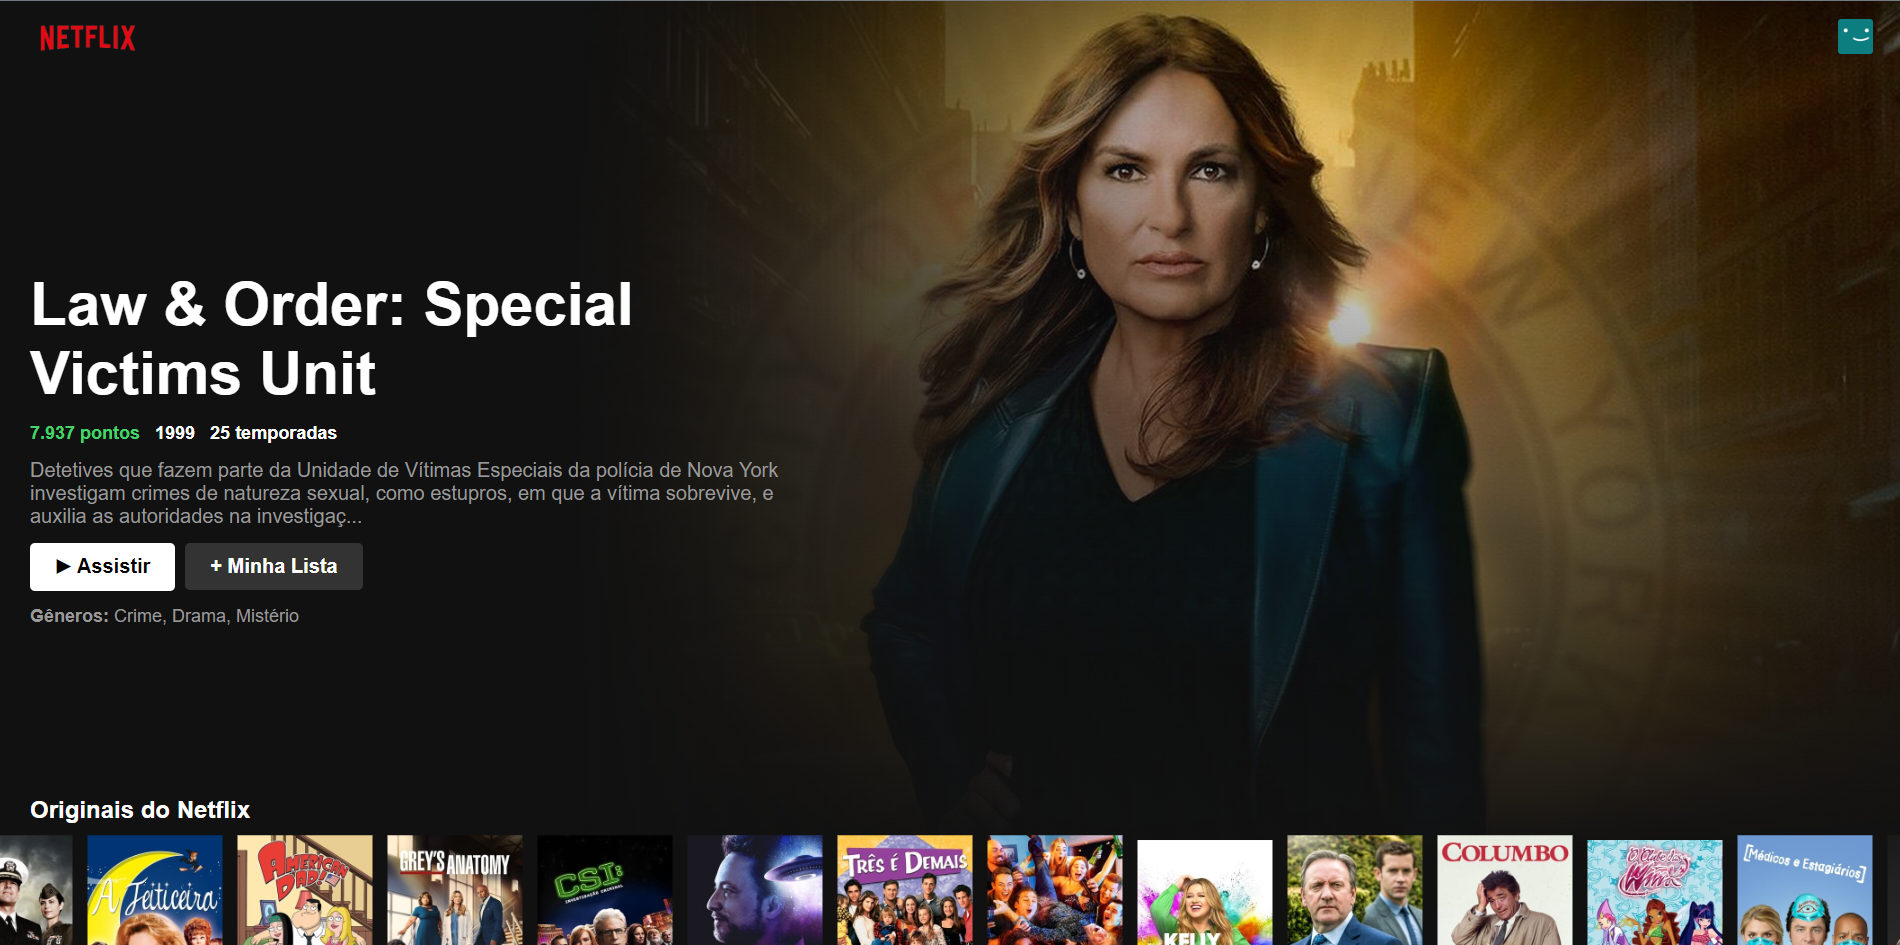 NETFLIX
Law & Order: Special
Victims Unit
7.937 pontos 1999 25 temporadas
Detetives que fazem parte da Unidade de Vítimas Especiais da polícia de Nova York
investigam crimes de natureza sexual, como estupros, em que a vítima sobrevive, e
auxilia as autoridades na investigaç...
▶ Assistir + Minha Lista
Gêneros: Crime, Drama, Mistério
NEW YORK
Originais do Netflix
A Feiticeira
AMERICAN DAD!
GREY'S ANATOMY
CSI:
INVESTIGAÇÃO CRIMINAL
TRÊS É DEMAIS
KELLY
COLUMBO
O Clube das
Winx
[Médicos e Estagiários]